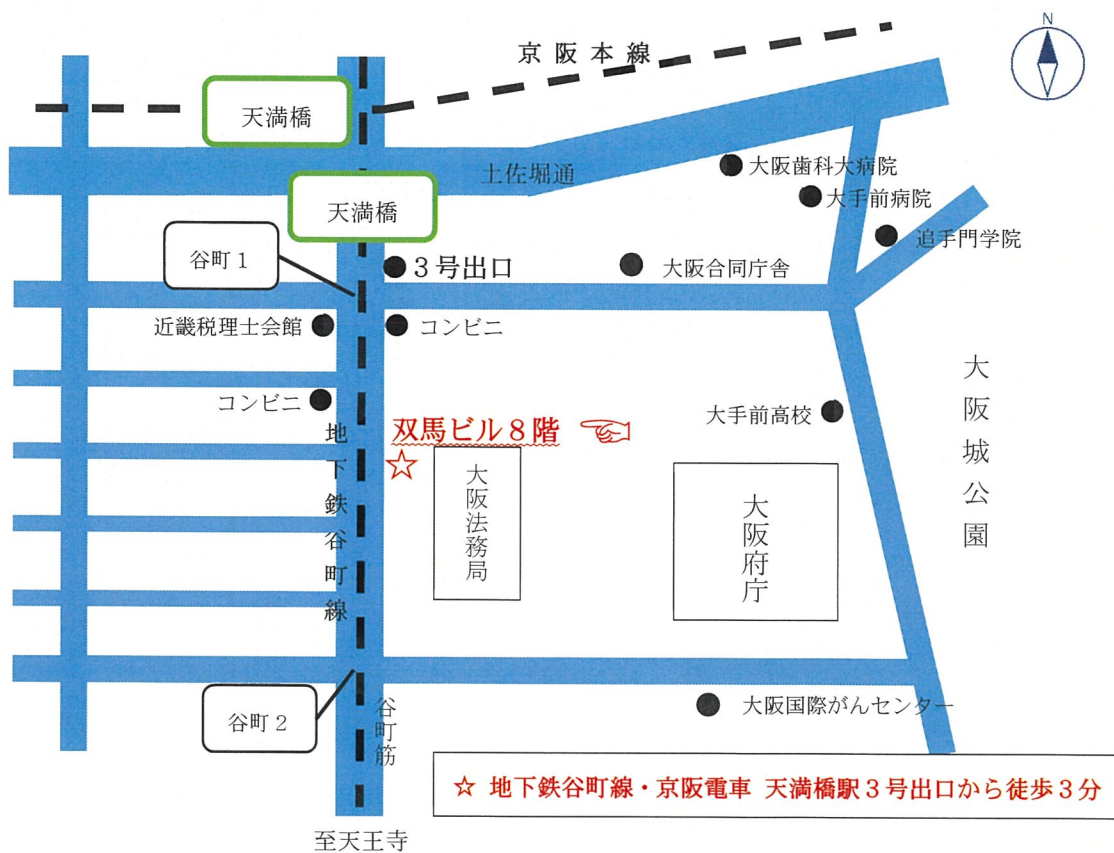 N
京阪本線
天満橋
土佐堀通
大阪歯科大病院
大手前病院
天満橋
追手門学院
谷町１
３号出口
大阪合同庁舎
近畿税理士会館
コンビニ
コンビニ
大手前高校
大阪城公園
双馬ビル８階 ☜
☆
地下鉄谷町線
大阪法務局
大阪府庁
谷町２
谷町筋
大阪国際がんセンター
☆ 地下鉄谷町線・京阪電車 天満橋駅３号出口から徒歩３分
至天王寺